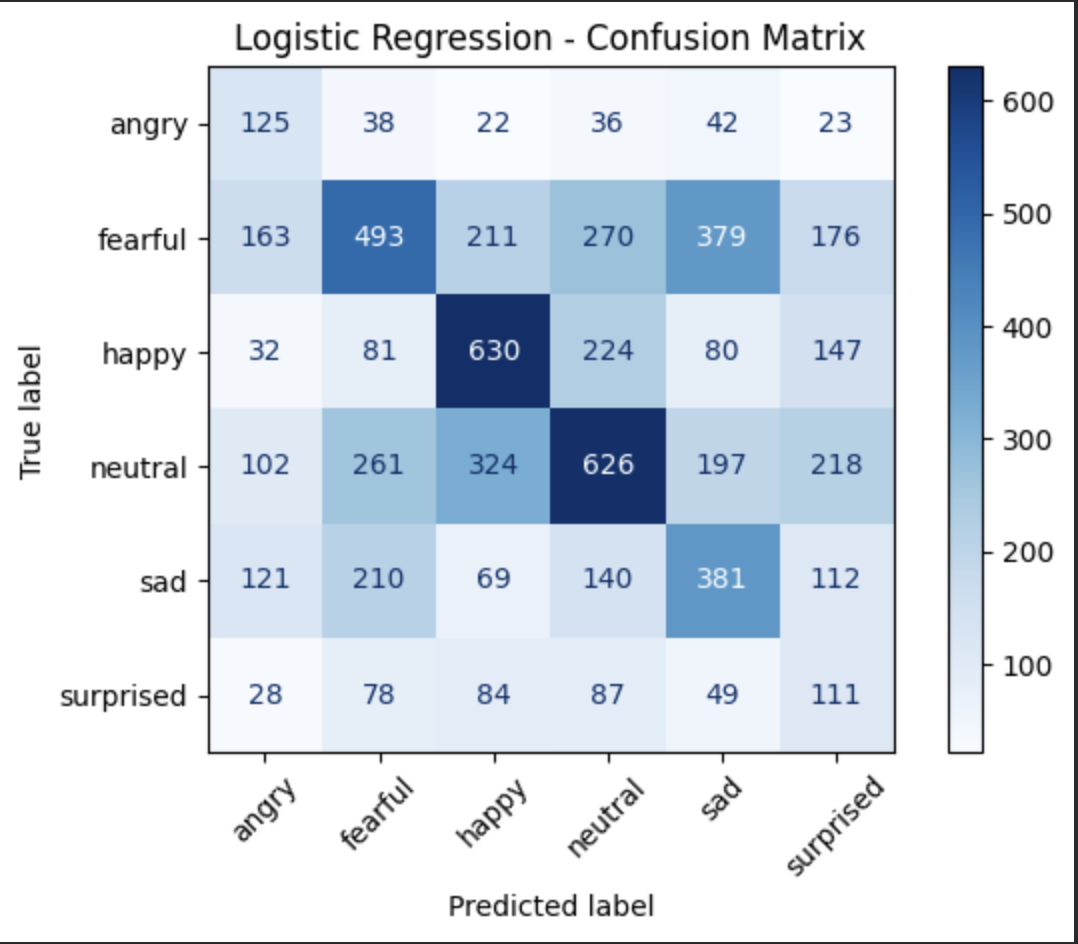 Logistic Regression - Confusion Matrix
angry 125 38 22 36 42 23
fearful 163 493 211 270 379 176
happy 32 81 630 224 80 147
neutral 102 261 324 626 197 218
sad 121 210 69 140 381 112
surprised 28 78 84 87 49 111
angry fearful happy neutral sad surprised
Predicted label
True label
600
500
400
300
200
100